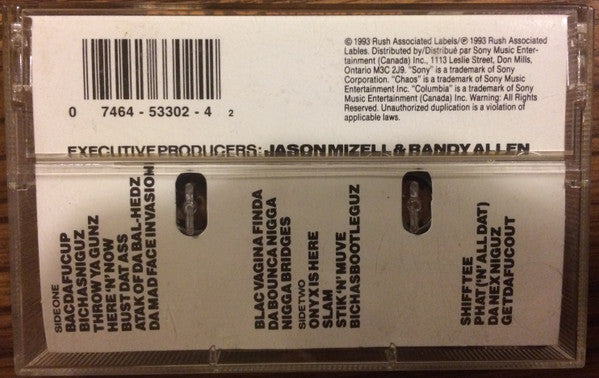 0 7464 - 53302 - 4 2
© 1993 Rush Associated Labels/℗ 1993 Rush Associated
Lables. Distributed by/Distribué par Sony Music Enter-
tainment (Canada) Inc., 1113 Leslie Street, Don Mills,
Ontario M3C 2J9. "Sony" is a trademark of Sony
Corporation. "Chaos" is a trademark of Sony Music
Entertainment Inc. "Columbia" is a trademark of Sony
Music Entertainment (Canada) Inc. Warning: All Rights
Reserved. Unauthorized duplication is a violation of
applicable laws.
EXECUTIVE PRODUCERS: JASON MIZELL & RANDY ALLEN
SIDE ONE
BACDAFUCUP
BICHASNIGUZ
THROW YA GUNZ
HERE 'N' NOW
BUST DAT ASS
ATAK OF DA BAL-HEDZ
DA MAD FACE INVASION
BLAC VAGINA FINDA
DA BOUNCA NIGGA
NIGGA BRIDGES
SIDE TWO
ONYX IS HERE
SLAM
STIK 'N' MUVE
BICHASBOOTLEGUZ
SHIFFTEE
PHAT ('N' ALL DAT)
DA NEX NIGUZ
GETDAFUCOUT